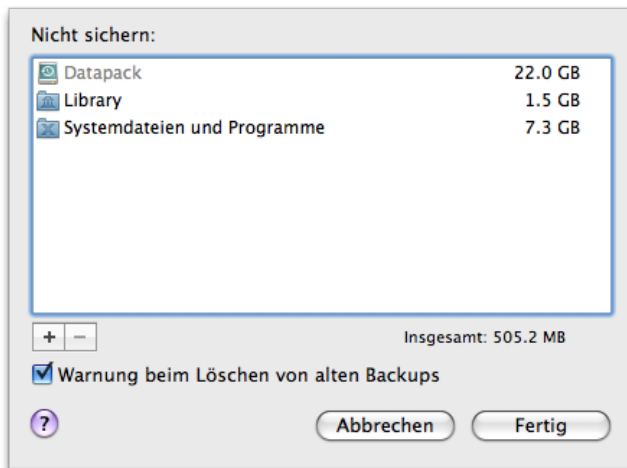 Nicht sichern:
Datapack 22.0 GB
Library 1.5 GB
Systemdateien und Programme 7.3 GB
+ −
Insgesamt: 505.2 MB
Warnung beim Löschen von alten Backups
? Abbrechen Fertig